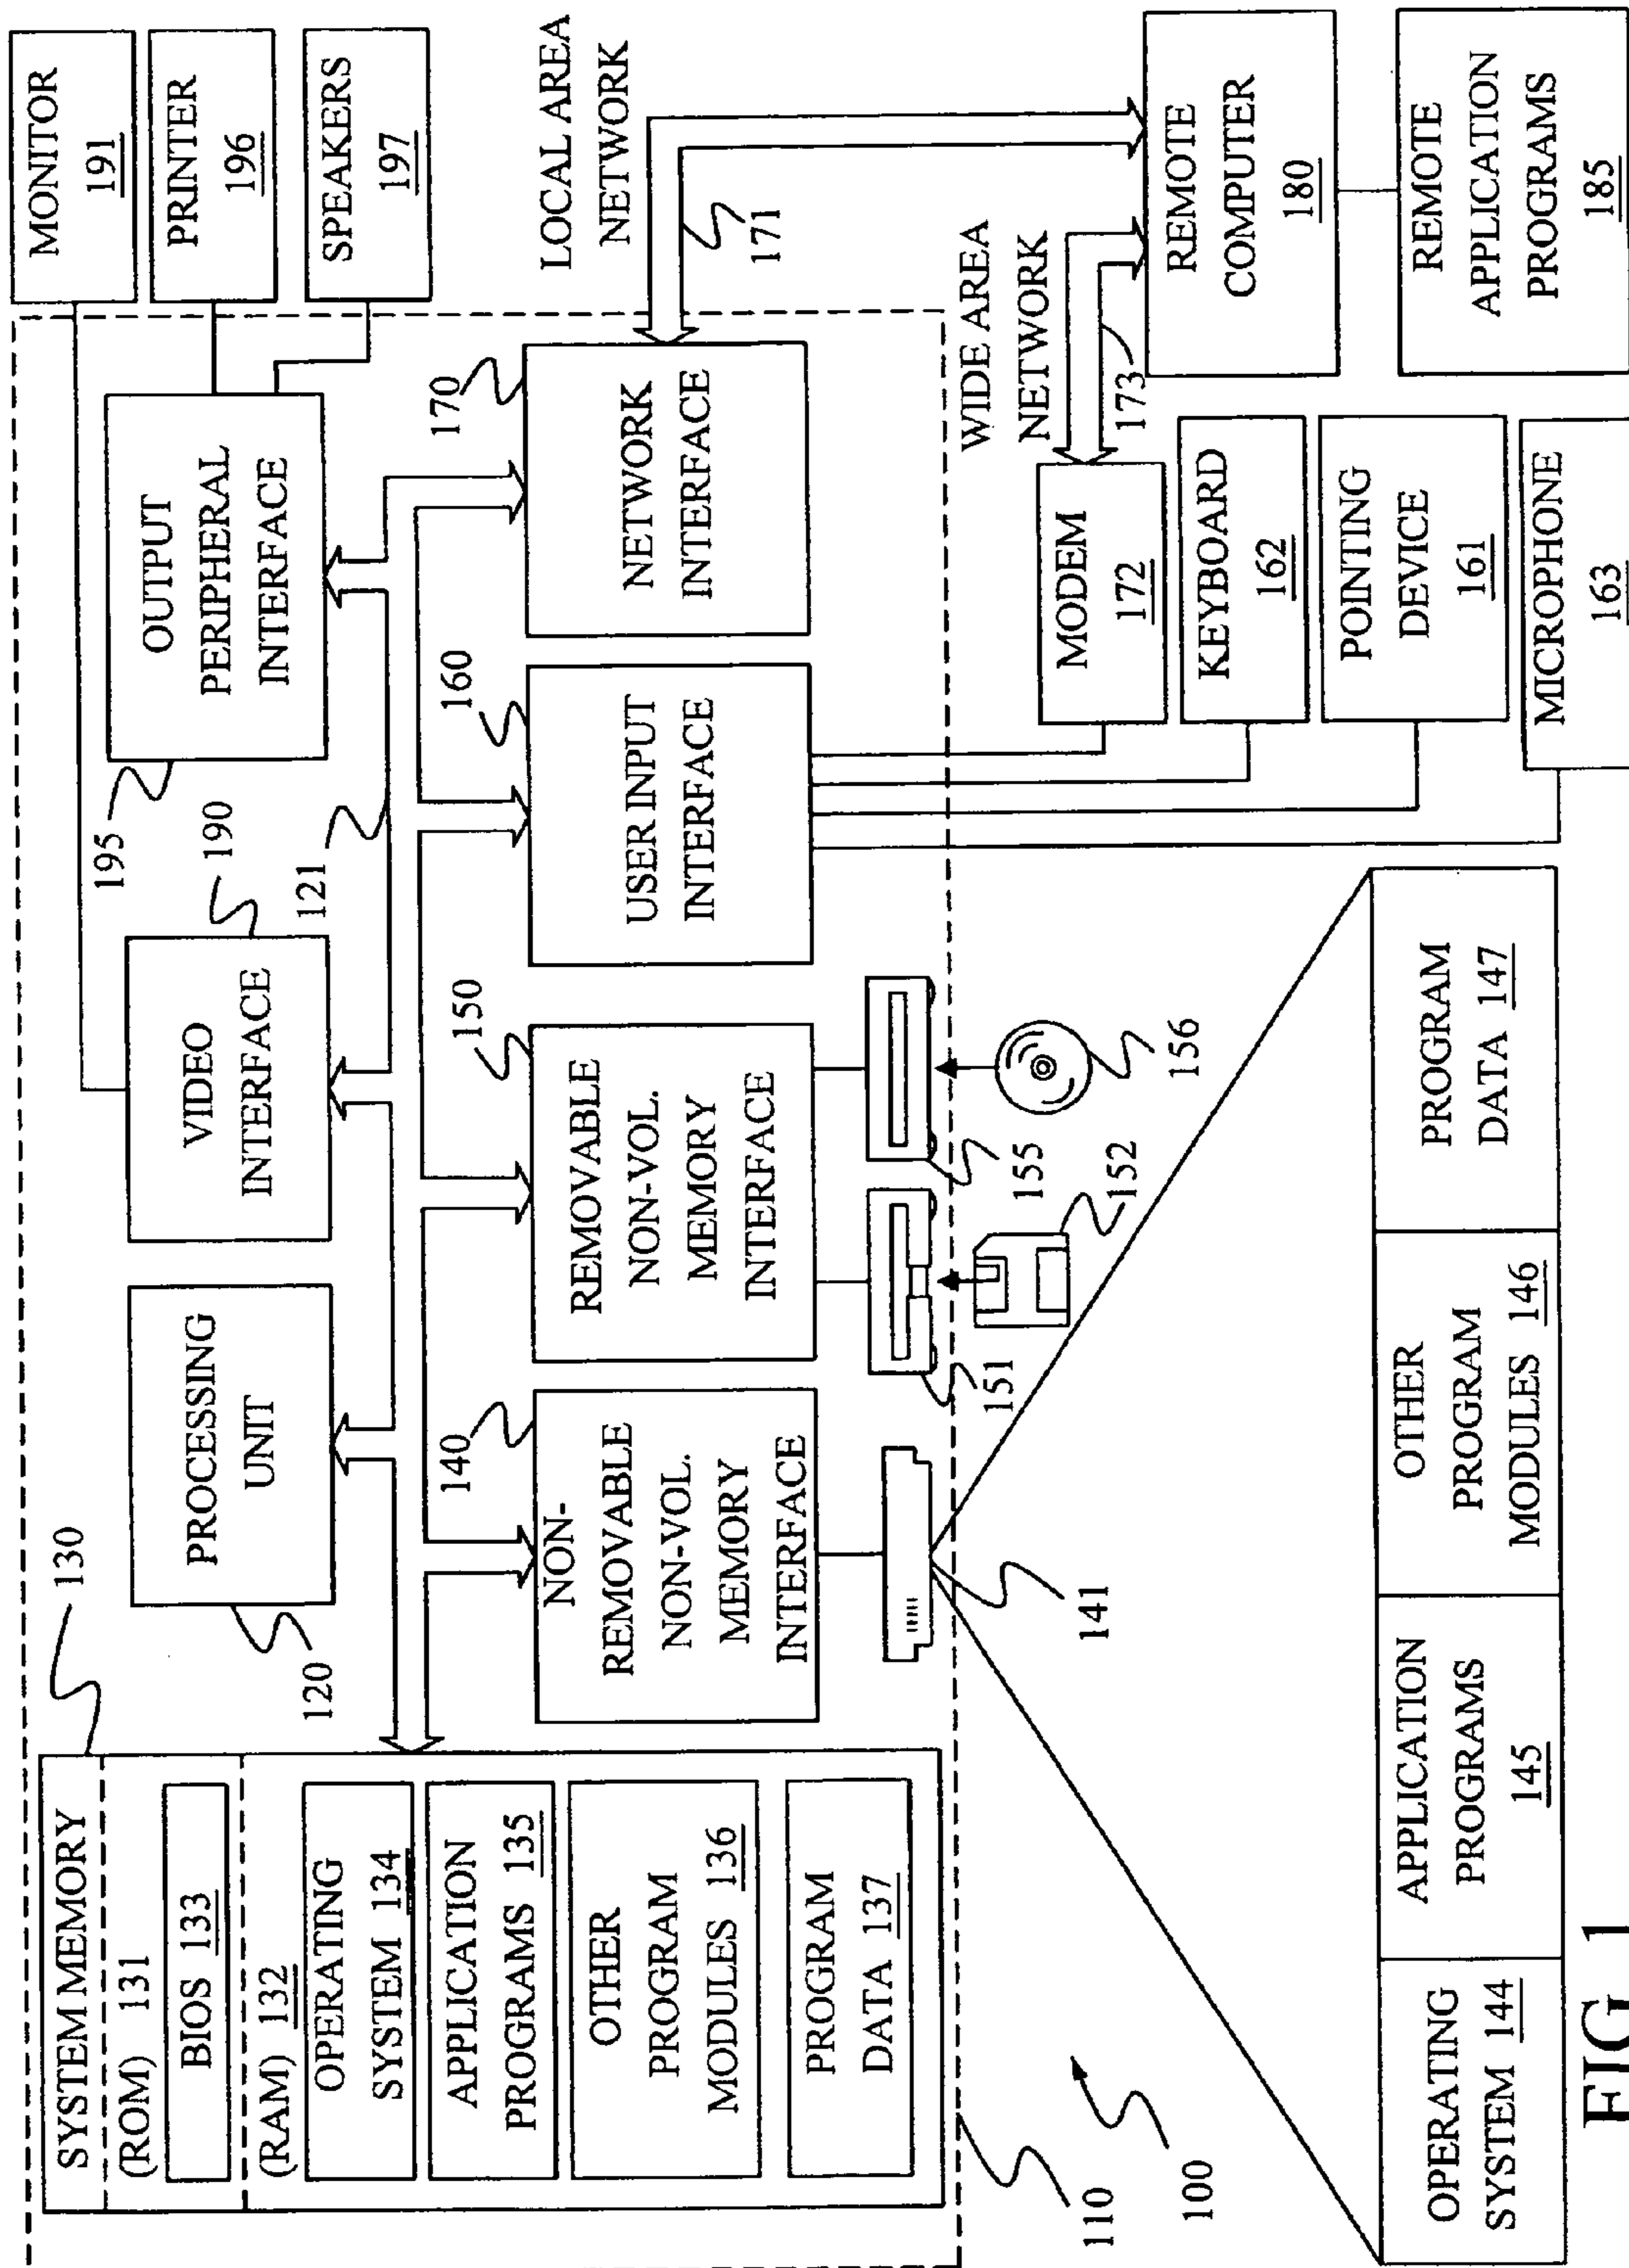 SYSTEM MEMORY
(ROM) 131
BIOS 133
(RAM) 132
OPERATING
SYSTEM 134
APPLICATION
PROGRAMS 135
OTHER
PROGRAM
MODULES 136
PROGRAM
DATA 137
130
120
PROCESSING
UNIT
VIDEO
INTERFACE
190
121
195
OUTPUT
PERIPHERAL
INTERFACE
MONITOR
191
PRINTER
196
SPEAKERS
197
140
NON-
REMOVABLE
NON-VOL.
MEMORY
INTERFACE
150
REMOVABLE
NON-VOL.
MEMORY
INTERFACE
160
USER INPUT
INTERFACE
170
NETWORK
INTERFACE
LOCAL AREA
NETWORK
171
141
151
152
155
156
WIDE AREA
NETWORK
173
MODEM
172
KEYBOARD
162
POINTING
DEVICE
161
MICROPHONE
163
REMOTE
COMPUTER
180
REMOTE
APPLICATION
PROGRAMS
185
110
100
OPERATING
SYSTEM 144
APPLICATION
PROGRAMS
145
OTHER
PROGRAM
MODULES 146
PROGRAM
DATA 147
FIG. 1